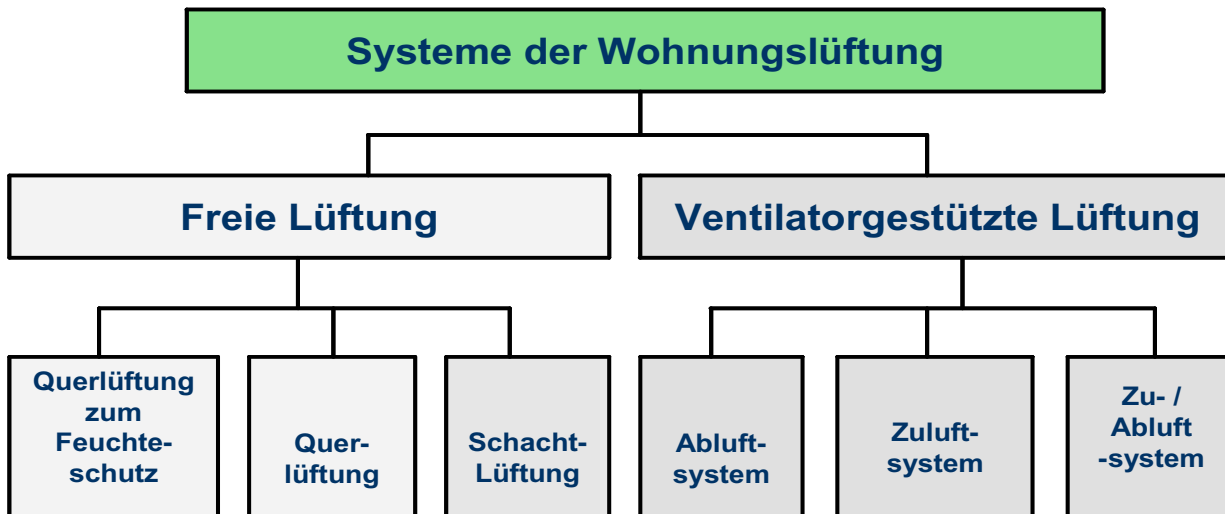 Systeme der Wohnungslüftung
Freie Lüftung
Ventilatorgestützte Lüftung
Querlüftung
zum
Feuchte-
schutz
Quer-
lüftung
Schacht-
Lüftung
Abluft-
system
Zuluft-
system
Zu- /
Abluft
-system